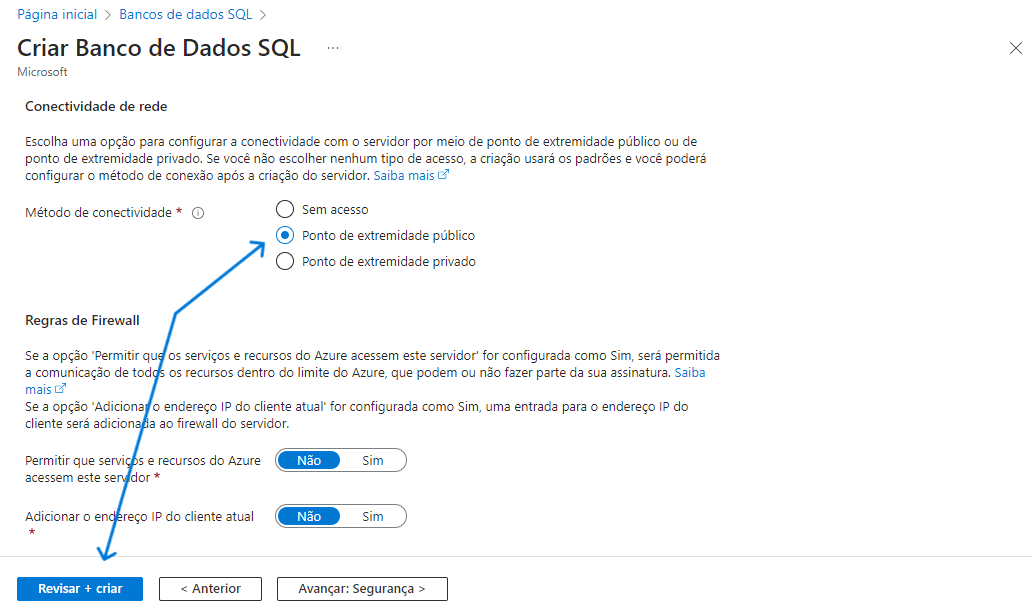 Página inicial > Bancos de dados SQL >
Criar Banco de Dados SQL ...
Microsoft
Conectividade de rede
Escolha uma opção para configurar a conectividade com o servidor por meio de ponto de extremidade público ou de
ponto de extremidade privado. Se você não escolher nenhum tipo de acesso, a criação usará os padrões e você poderá
configurar o método de conexão após a criação do servidor. Saiba mais
Método de conectividade *
Sem acesso
Ponto de extremidade público
Ponto de extremidade privado
Regras de Firewall
Se a opção 'Permitir que os serviços e recursos do Azure acessem este servidor' for configurada como Sim, será permitida
a comunicação de todos os recursos dentro do limite do Azure, que podem ou não fazer parte da sua assinatura. Saiba
mais
Se a opção 'Adicionar o endereço IP do cliente atual' for configurada como Sim, uma entrada para o endereço IP do
cliente será adicionada ao firewall do servidor.
Permitir que serviços e recursos do Azure
acessem este servidor *
Não Sim
Adicionar o endereço IP do cliente atual
*
Não Sim
Revisar + criar
< Anterior
Avançar: Segurança >